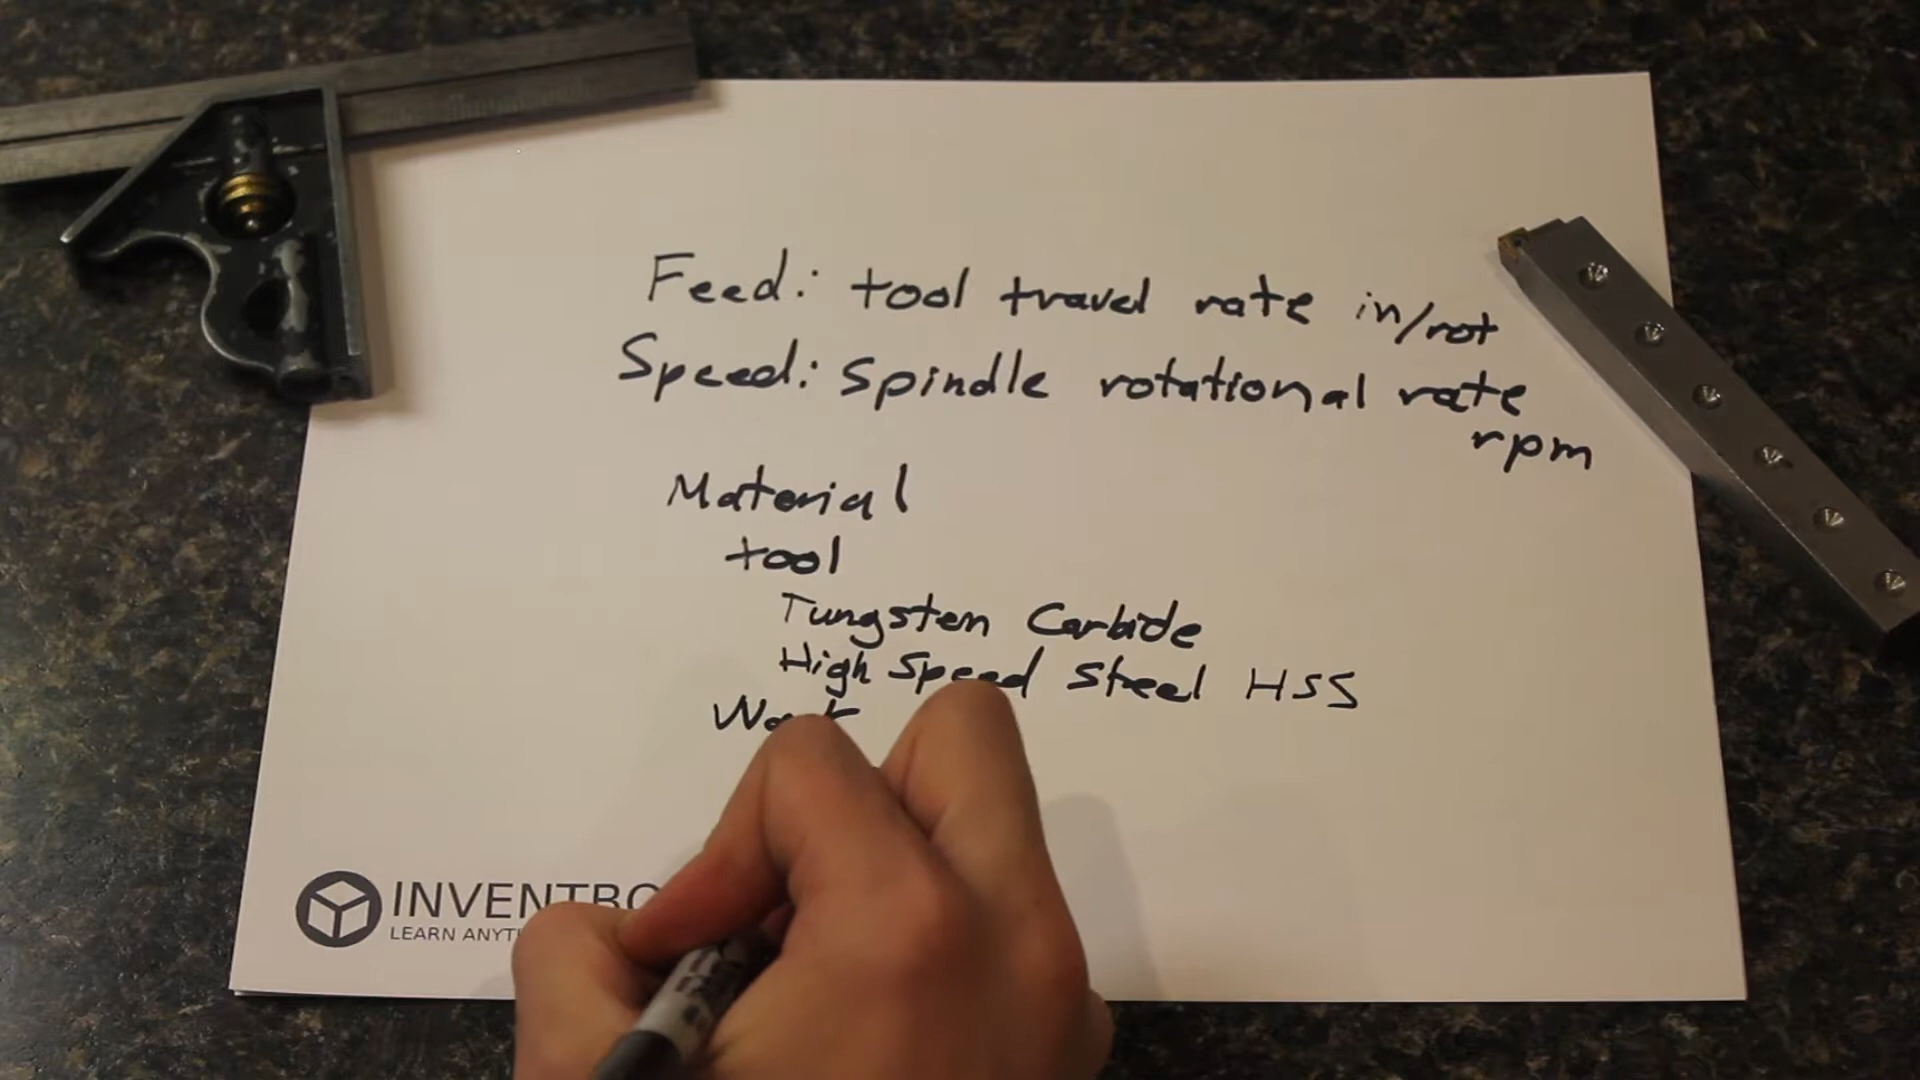 Feed: tool travel rate in/rot
Speed: Spindle rotational rate
rpm
Material
tool
Tungsten Carbide
High Speed Steel HSS
LEARN